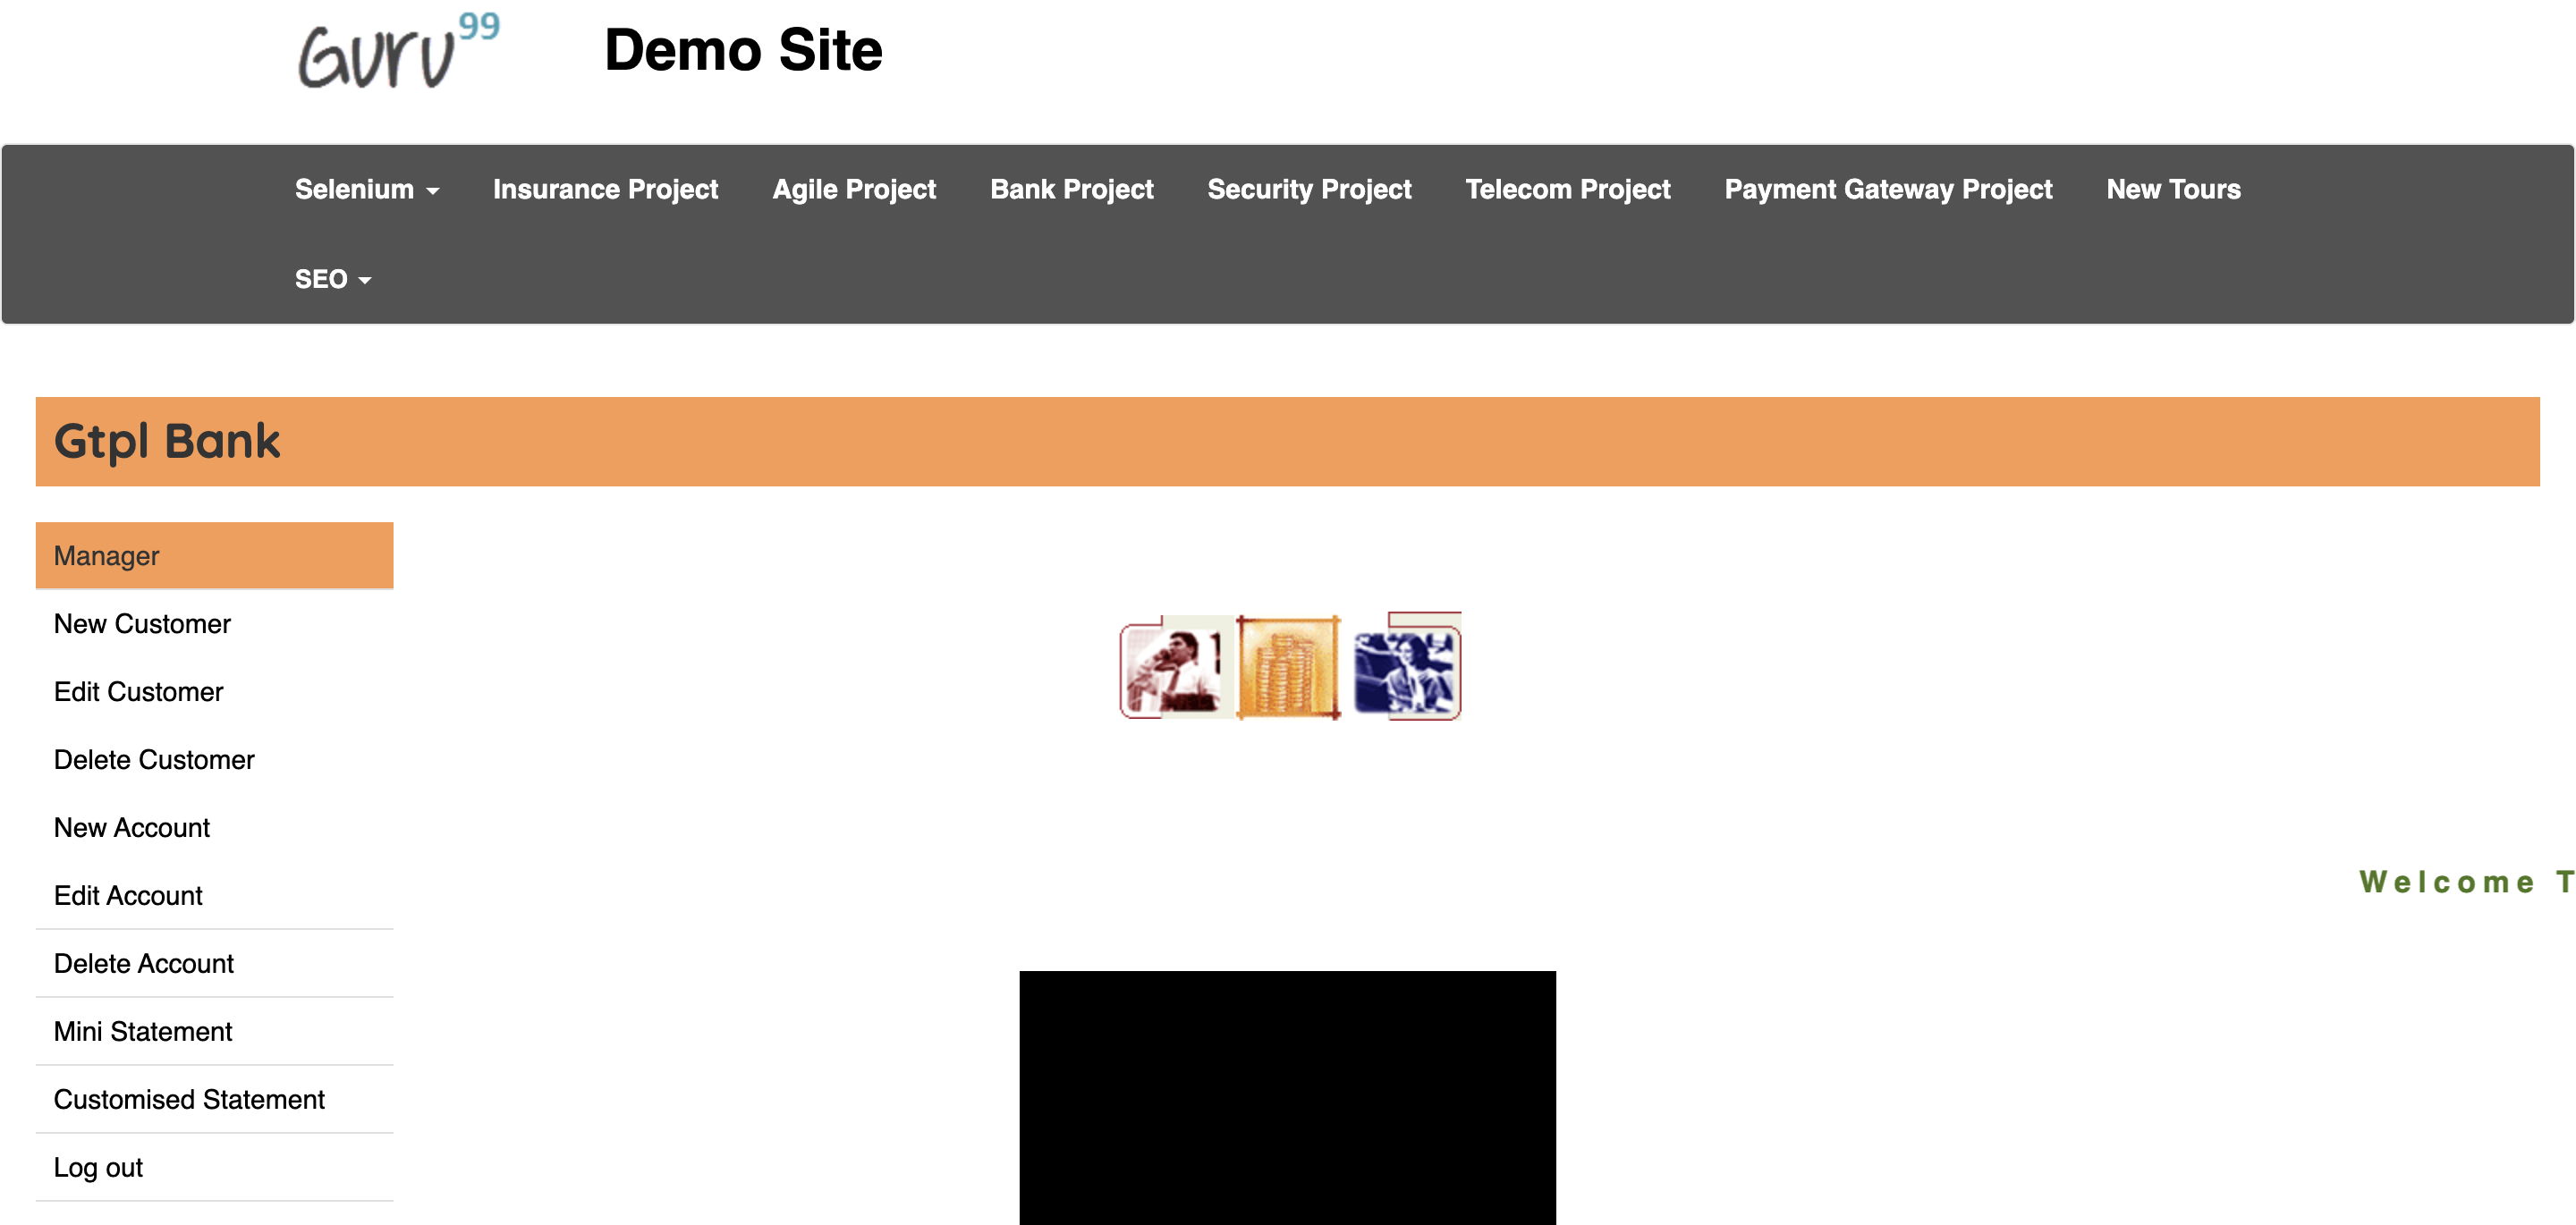 Guru99 Demo Site
Selenium Insurance Project Agile Project Bank Project Security Project Telecom Project Payment Gateway Project New Tours
SEO
Gtpl Bank
Manager
New Customer
Edit Customer
Delete Customer
New Account
Edit Account
Welcome T
Delete Account
Mini Statement
Customised Statement
Log out